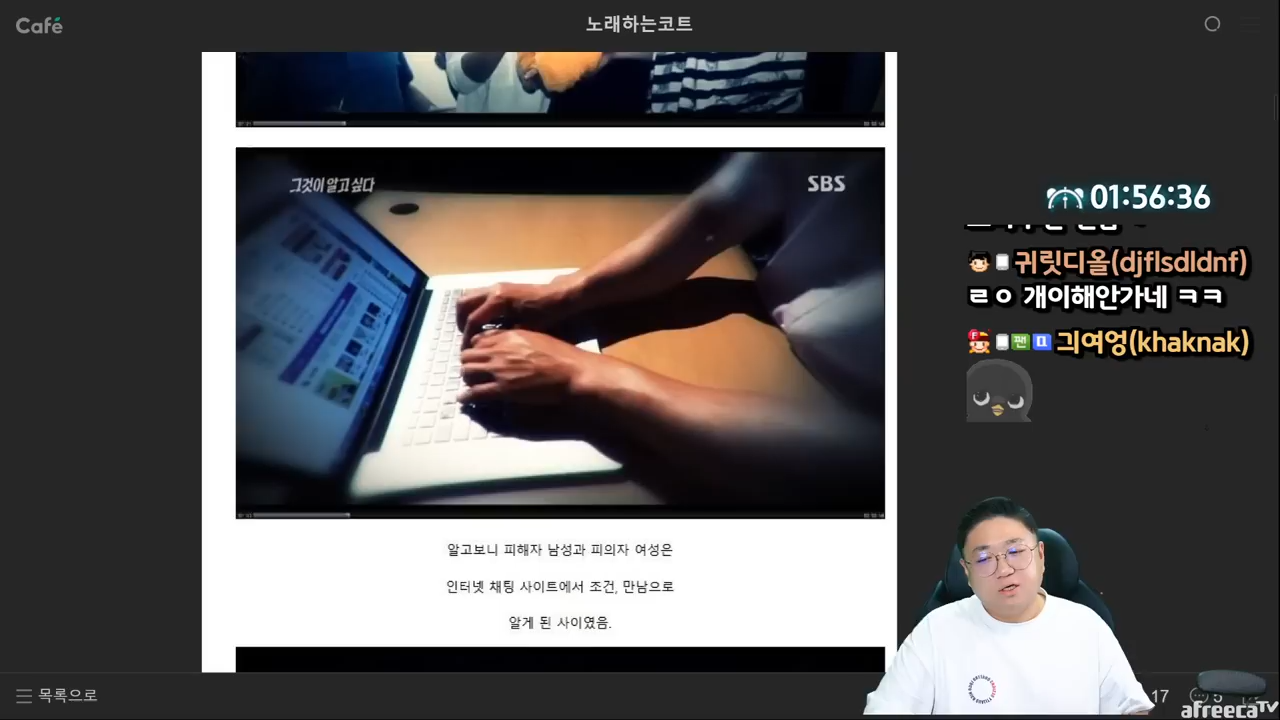 Café
노래하는코트
그것이 알고싶다
SBS
01:56:36
귀릿디올(djflsdldnf)
ㄹㅇ 개이해안가네 ㅋㅋ
F 팬 긔여엉(khaknak)
알고보니 피해자 남성과 피의자 여성은
인터넷 채팅 사이트에서 조건, 만남으로
알게 된 사이였음.
목록으로
17
5
afreecaTV